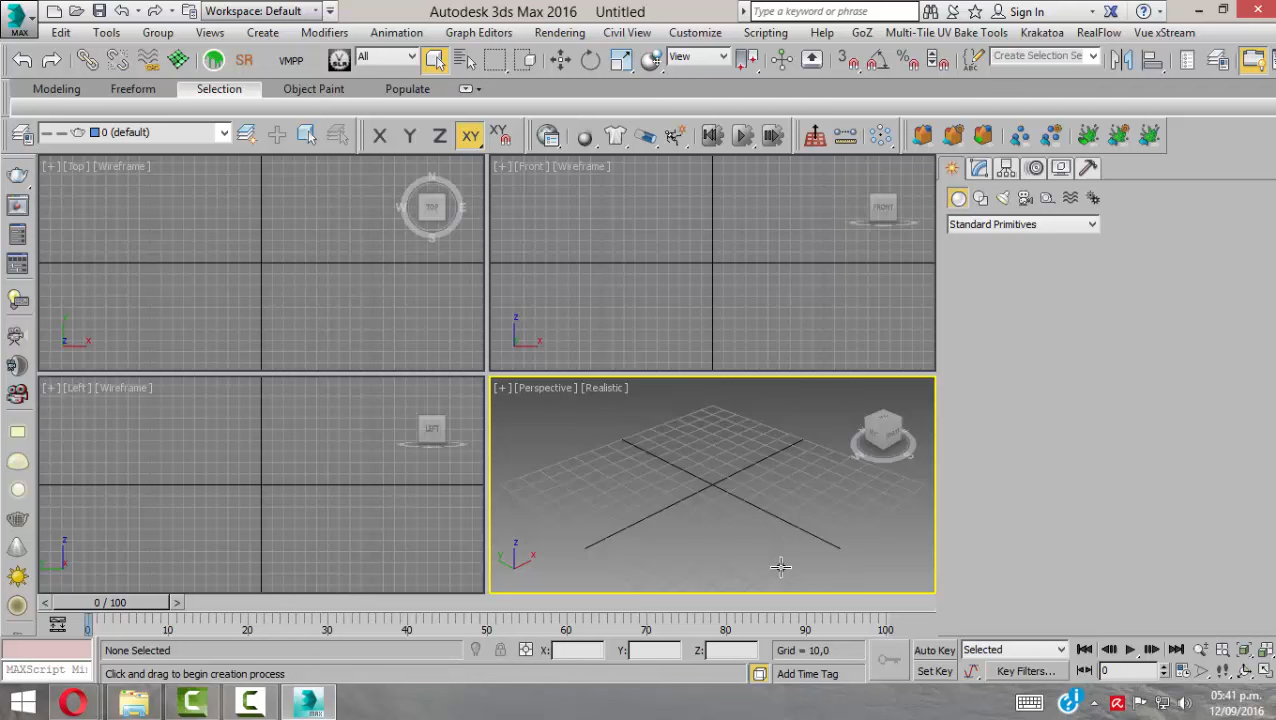 MAX
Workspace: Default
Autodesk 3ds Max 2016 Untitled
Type a keyword or phrase
Sign In
Edit Tools Group Views Create Modifiers Animation Graph Editors Rendering Civil View Customize Scripting Help GoZ Multi-Tile UV Bake Tools Krakatoa RealFlow Vue xStream
SR VMPP All View Create Selection Se
Modeling Freeform Selection Object Paint Populate
0 (default) X Y Z XY XY
[+] [Top] [Wireframe]
[+] [Front] [Wireframe]
N
W TOP E
S
FRONT
Standard Primitives
y
z x
z
x
[+] [Left] [Wireframe]
[+] [Perspective] [Realistic]
LEFT
z
y x
z
y x
< 0 / 100 >
0 10 20 30 40 50 60 70 80 90 100
None Selected X: Y: Z: Grid = 10,0 Auto Key Selected
MAXScript Mi Click and drag to begin creation process Add Time Tag Set Key Key Filters... 0
MAX
05:41 p.m.
12/09/2016